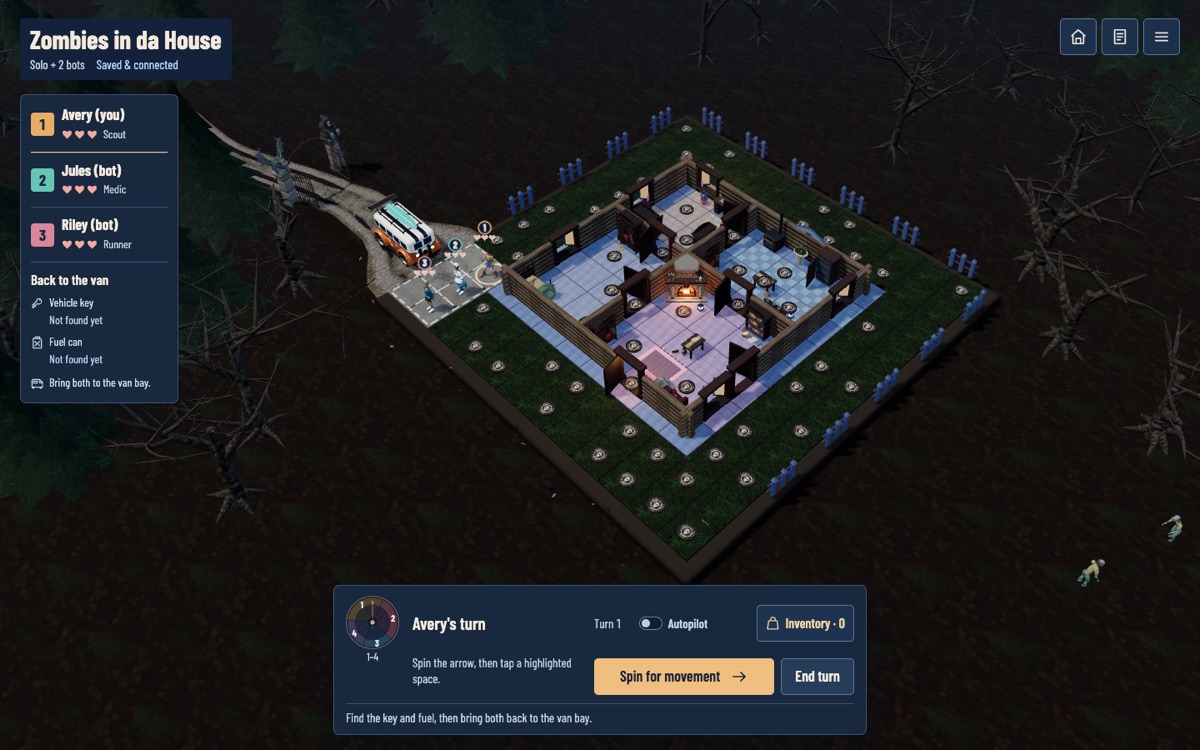 Zombies in da House
Solo + 2 bots Saved & connected
1 Avery (you)
Scout
2 Jules (bot)
Medic
3 Riley (bot)
Runner
Back to the van
Vehicle key
Not found yet
Fuel can
Not found yet
Bring both to the van bay.
1
2
3
1
2
3
4
1–4
Avery's turn
Turn 1 Autopilot
Inventory · 0
Spin the arrow, then tap a highlighted
space.
Spin for movement →
End turn
Find the key and fuel, then bring both back to the van bay.